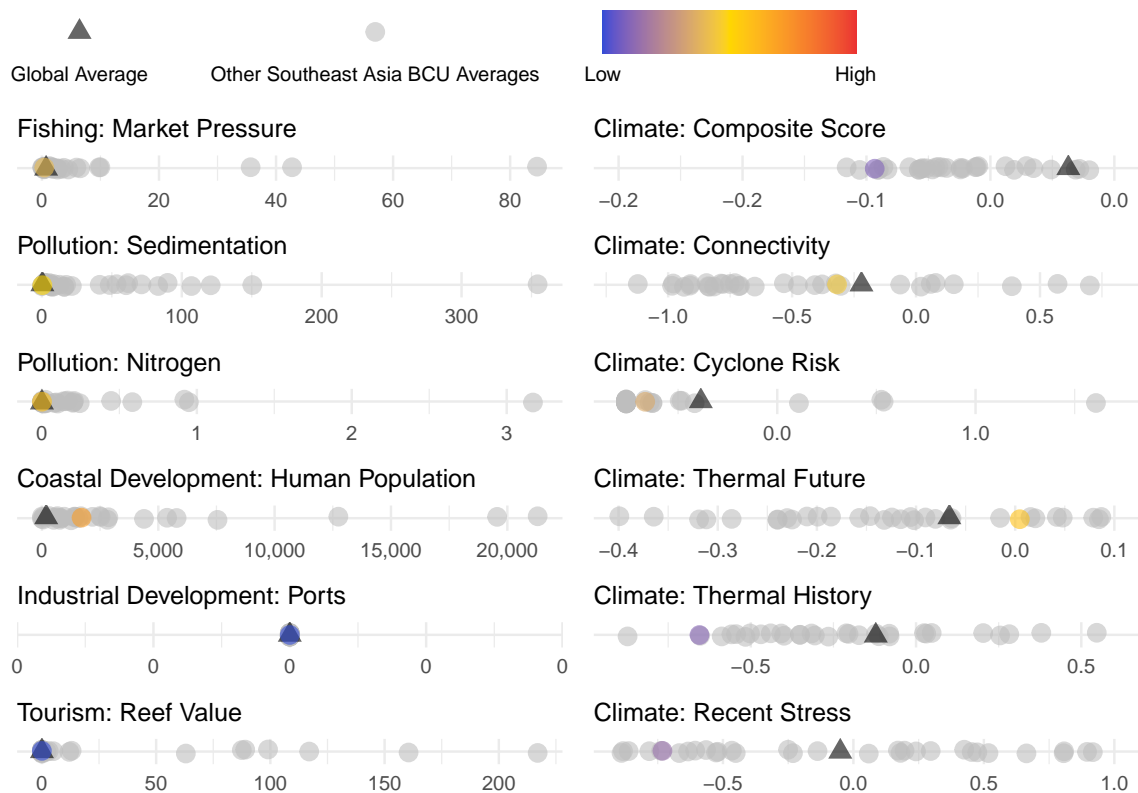 Global Average
Other Southeast Asia BCU Averages
Low
High
Fishing: Market Pressure
0 20 40 60 80
Climate: Composite Score
−0.2 −0.2 −0.1 0.0 0.0
Pollution: Sedimentation
0 100 200 300
Climate: Connectivity
−1.0 −0.5 0.0 0.5
Pollution: Nitrogen
0 1 2 3
Climate: Cyclone Risk
0.0 1.0
Coastal Development: Human Population
0 5,000 10,000 15,000 20,000
Climate: Thermal Future
−0.4 −0.3 −0.2 −0.1 0.0 0.1
Industrial Development: Ports
0 0 0 0 0
Climate: Thermal History
−0.5 0.0 0.5
Tourism: Reef Value
0 50 100 150 200
Climate: Recent Stress
−0.5 0.0 0.5 1.0